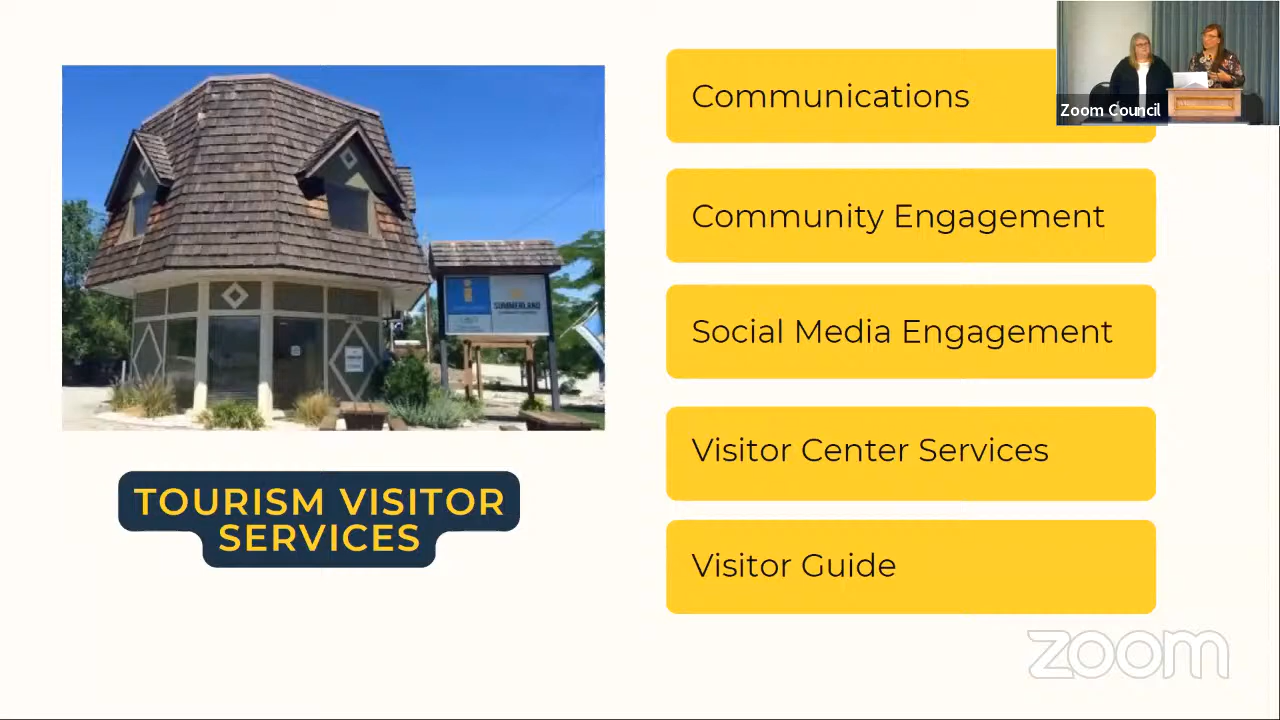 Communications
Zoom Council
Community Engagement
SUMMERLAND
Social Media Engagement
Visitor Center Services
TOURISM VISITOR
SERVICES
Visitor Guide
zoom